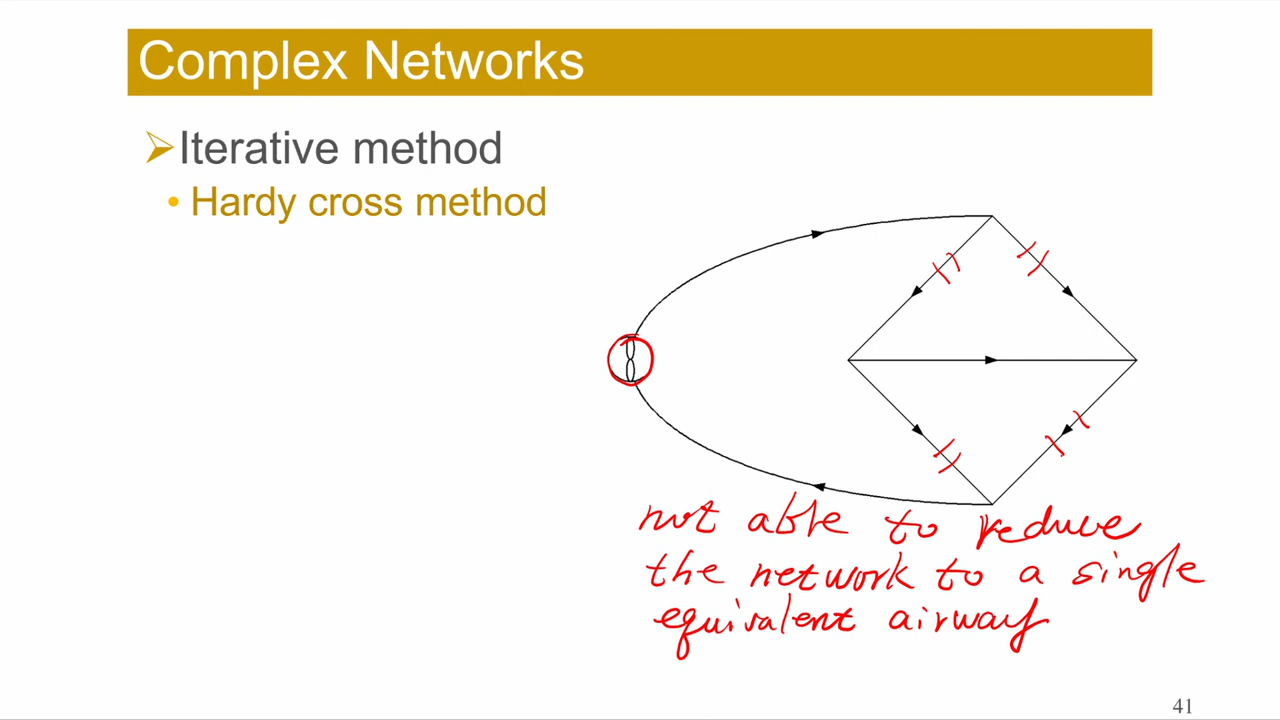 Complex Networks
Iterative method
• Hardy cross method
not able to reduce
the network to a single
equivalent airway
41